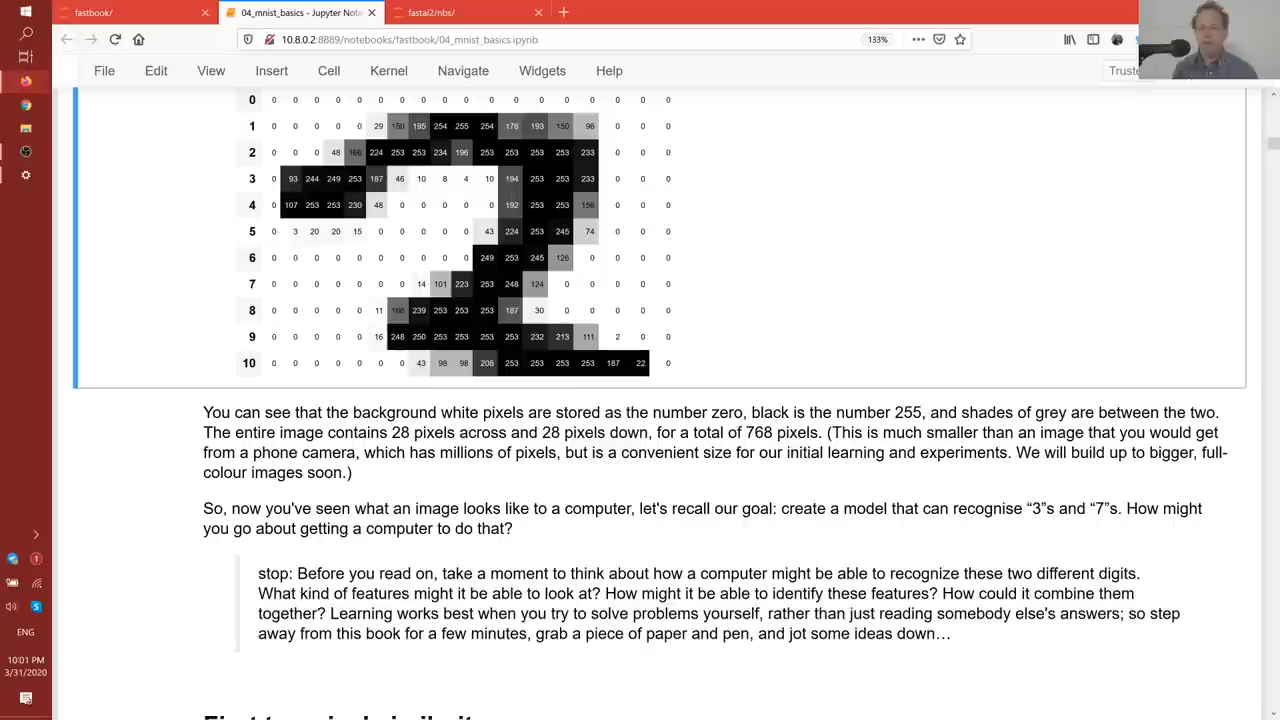 fastbook/
04_mnist_basics - Jupyter Note
fastai2/nbs/
10.8.0.2:8889/notebooks/fastbook/04_mnist_basics.ipynb
133%
File Edit View Insert Cell Kernel Navigate Widgets Help
Truste
0 0 0 0 0 0 0 0 0 0 0 0 0 0 0 0 0 0 0
1 0 0 0 0 0 29 150 195 254 255 254 176 193 150 96 0 0 0
2 0 0 0 48 166 224 253 253 234 196 253 253 253 253 233 0 0 0
3 0 93 244 249 253 187 46 10 8 4 10 194 253 253 233 0 0 0
4 0 107 253 253 230 48 0 0 0 0 0 192 253 253 156 0 0 0
5 0 3 20 20 15 0 0 0 0 0 43 224 253 245 74 0 0 0
6 0 0 0 0 0 0 0 0 0 0 249 253 245 126 0 0 0 0
7 0 0 0 0 0 0 0 14 101 223 253 248 124 0 0 0 0 0
8 0 0 0 0 0 11 166 239 253 253 253 187 30 0 0 0 0 0
9 0 0 0 0 0 16 248 250 253 253 253 253 232 213 111 2 0 0
10 0 0 0 0 0 0 0 43 98 98 208 253 253 253 253 187 22 0
You can see that the background white pixels are stored as the number zero, black is the number 255, and shades of grey are between the two.
The entire image contains 28 pixels across and 28 pixels down, for a total of 768 pixels. (This is much smaller than an image that you would get
from a phone camera, which has millions of pixels, but is a convenient size for our initial learning and experiments. We will build up to bigger, full-
colour images soon.)
So, now you've seen what an image looks like to a computer, let's recall our goal: create a model that can recognise “3”s and “7”s. How might
you go about getting a computer to do that?
stop: Before you read on, take a moment to think about how a computer might be able to recognize these two different digits.
What kind of features might it be able to look at? How might it be able to identify these features? How could it combine them
together? Learning works best when you try to solve problems yourself, rather than just reading somebody else's answers; so step
away from this book for a few minutes, grab a piece of paper and pen, and jot some ideas down…
1
ENG
10:01 PM
3/31/2020